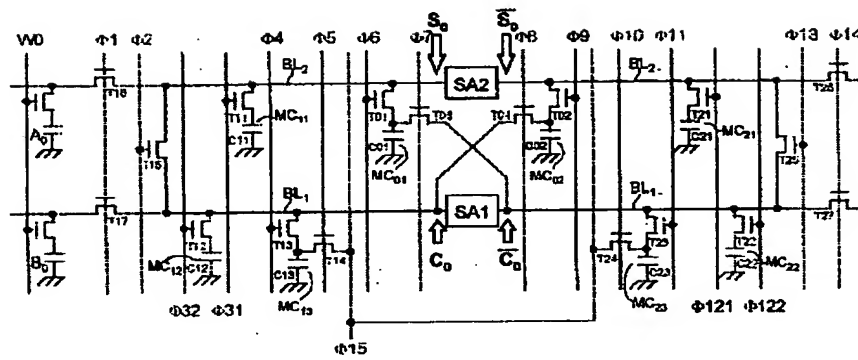 W0 Φ1 Φ2 Φ4 Φ5 Φ6 Φ7 S₀ S̅₀ Φ8 Φ9 Φ10 Φ11 Φ13 Φ14
BL₂ SA2 BL₂-
T16 T11 T01 T03 T04 T02 T21 T26
A₀ C11 MC₁₁ C01 C02 C21 MC₂₁
T15 MC₀₁ MC₀₂ T25
BL₁ SA1 BL₁-
T17 T12 T13 T14 T24 T23 T22 T27
B₀ MC₁₂ C12 C13 C₀ C̅₀ C23 C22 MC₂₂
MC₁₃ MC₂₃
Φ32 Φ31 Φ121 Φ122
Φ15